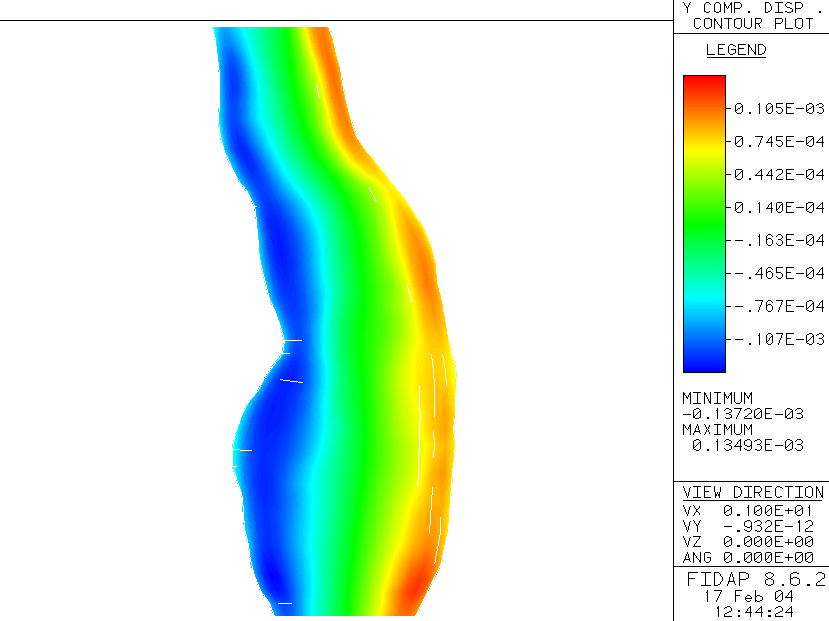 Y COMP. DISP .
CONTOUR PLOT
LEGEND
0.105E-03
0.745E-04
0.442E-04
0.140E-04
-.163E-04
-.465E-04
-.767E-04
-.107E-03
MINIMUM
-0.13720E-03
MAXIMUM
0.13493E-03
VIEW DIRECTION
VX 0.100E+01
VY -.932E-12
VZ 0.000E+00
ANG 0.000E+00
FIDAP 8.6.2
17 Feb 04
12:44:24